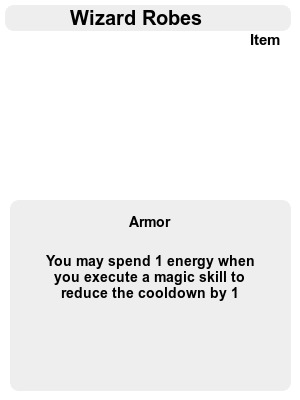 Wizard Robes
Item
Armor
You may spend 1 energy when
you execute a magic skill to
reduce the cooldown by 1